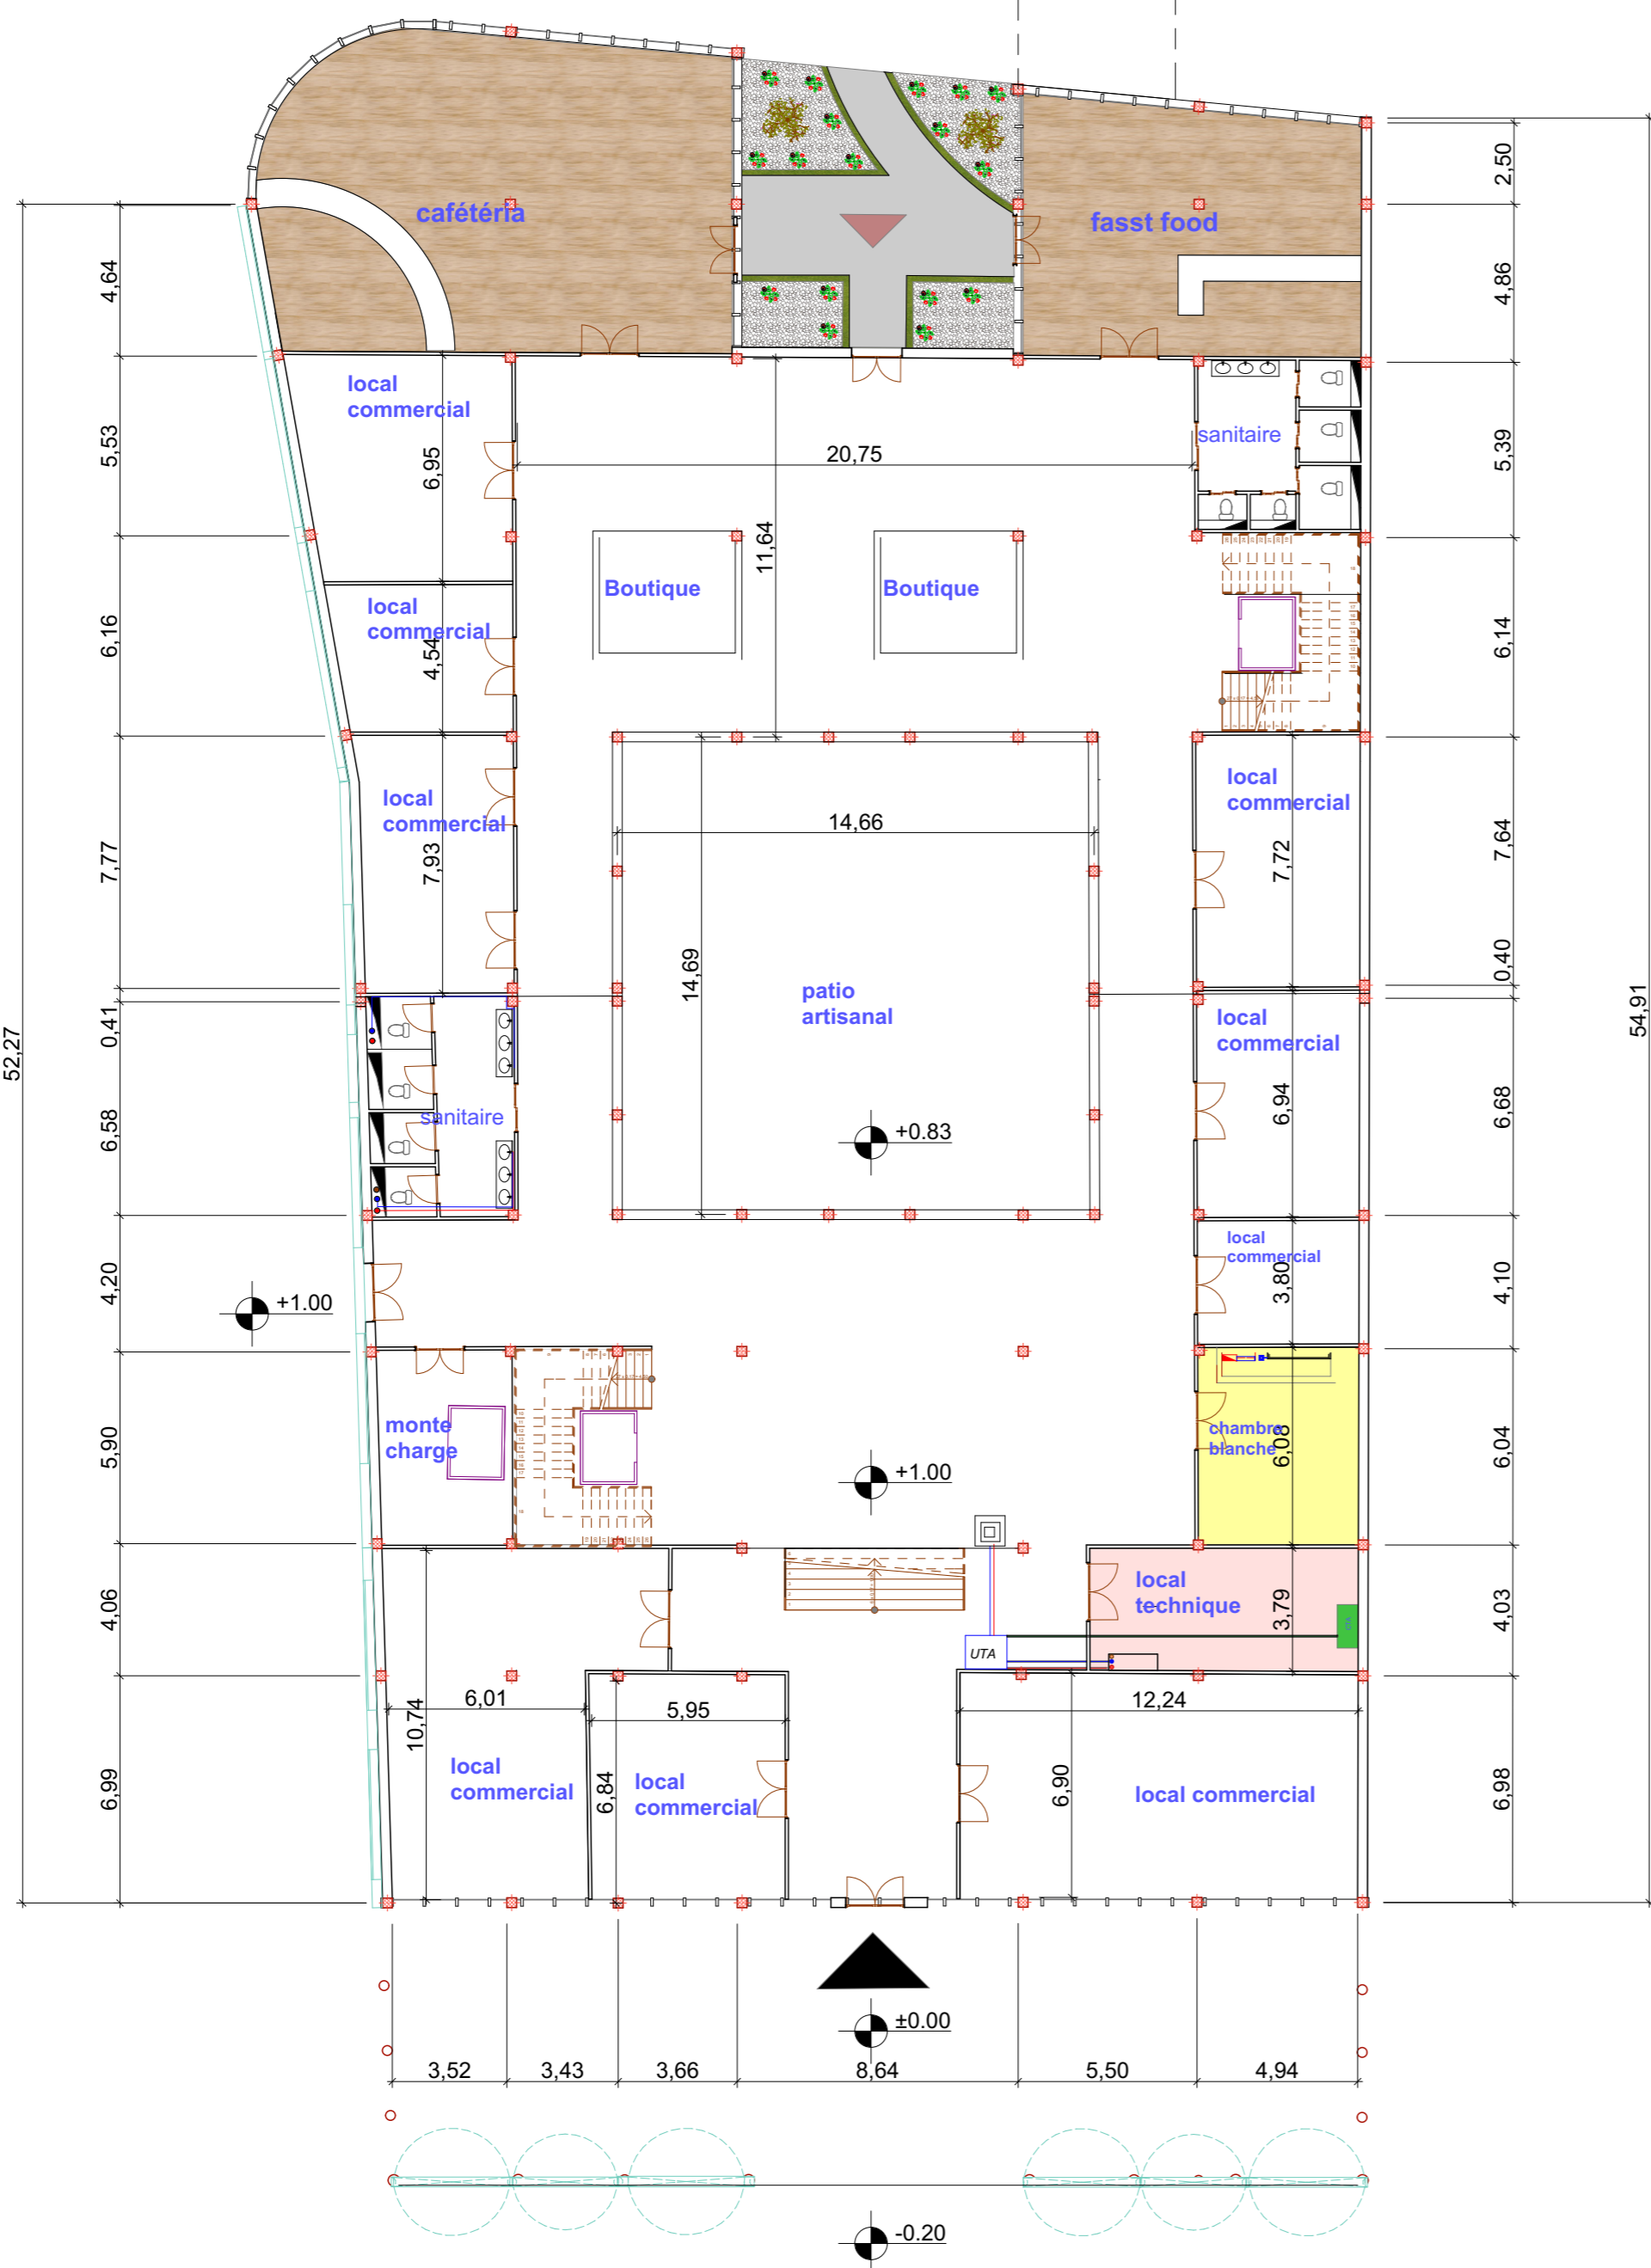 2,50
cafétéria
fasst food
4,64
4,86
local
commercial
sanitaire
5,53
6,95
20,75
5,39
11,64
Boutique
Boutique
local
commercial
6,16
4,54
6,14
local
commercial
local
commercial
14,66
7,77
7,93
7,72
7,64
14,69
0,40
patio
artisanal
local
commercial
0,41
52,27
54,91
sanitaire
6,58
6,94
6,68
+0.83
local
commercial
4,20
3,80
4,10
+1.00
monte
charge
chambre
blanche
5,90
6,08
6,04
+1.00
local
technique
4,06
3,79
4,03
UTA
UTA
6,01
5,95
12,24
10,74
local
commercial
local
commercial
local commercial
6,99
6,84
6,90
6,98
±0.00
3,52
3,43
3,66
8,64
5,50
4,94
-0.20